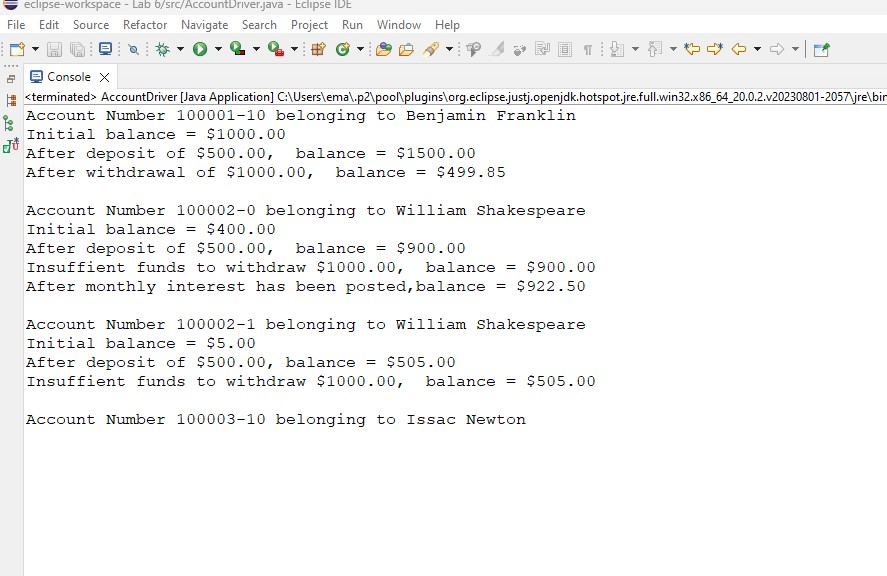 eclipse-workspace - Lab 6/src/AccountDriver.java - Eclipse IDE
File Edit Source Refactor Navigate Search Project Run Window Help
Console
<terminated> AccountDriver [Java Application] C:\Users\ema\.p2\pool\plugins\org.eclipse.justj.openjdk.hotspot.jre.full.win32.x86_64_20.0.2.v20230801-2057\jre\bin
Account Number 100001-10 belonging to Benjamin Franklin
Initial balance = $1000.00
After deposit of $500.00,  balance = $1500.00
After withdrawal of $1000.00,  balance = $499.85
Account Number 100002-0 belonging to William Shakespeare
Initial balance = $400.00
After deposit of $500.00,  balance = $900.00
Insuffient funds to withdraw $1000.00,  balance = $900.00
After monthly interest has been posted,balance = $922.50
Account Number 100002-1 belonging to William Shakespeare
Initial balance = $5.00
After deposit of $500.00, balance = $505.00
Insuffient funds to withdraw $1000.00,  balance = $505.00
Account Number 100003-10 belonging to Issac Newton